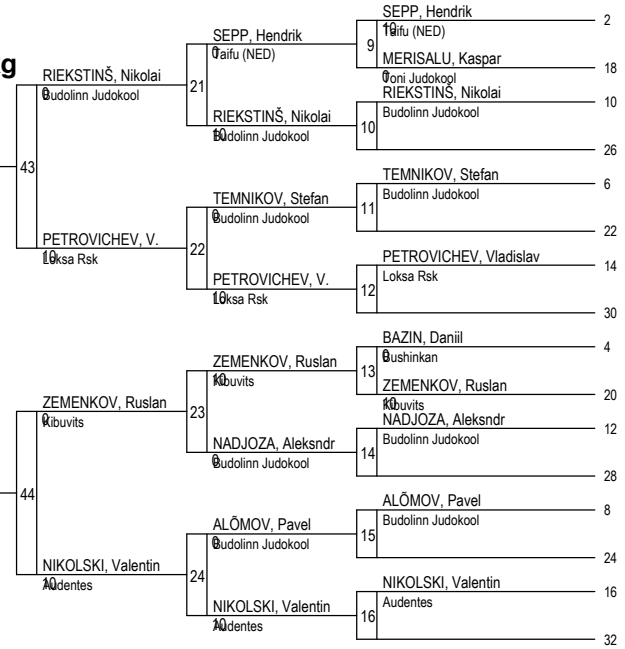 g
SEPP, Hendrik
10
Taifu (NED)
2
9
MERISALU, Kaspar
0
Toni Judokool
18
SEPP, Hendrik
0
Taifu (NED)
21
RIEKSTINŠ, Nikolai
Budolinn Judokool
10
10
26
RIEKSTINŠ, Nikolai
10
Budolinn Judokool
RIEKSTINŠ, Nikolai
0
Budolinn Judokool
43
TEMNIKOV, Stefan
Budolinn Judokool
6
11
22
TEMNIKOV, Stefan
0
Budolinn Judokool
22
PETROVICHEV, Vladislav
Loksa Rsk
14
12
30
PETROVICHEV, V.
10
Loksa Rsk
PETROVICHEV, V.
10
Loksa Rsk
BAZIN, Daniil
0
Bushinkan
4
13
ZEMENKOV, Ruslan
10
Kibuvits
20
ZEMENKOV, Ruslan
10
Kibuvits
23
NADJOZA, Aleksndr
Budolinn Judokool
12
14
28
NADJOZA, Aleksndr
0
Budolinn Judokool
ZEMENKOV, Ruslan
0
Kibuvits
44
ALÕMOV, Pavel
Budolinn Judokool
8
15
24
ALÕMOV, Pavel
0
Budolinn Judokool
24
NIKOLSKI, Valentin
Audentes
16
16
32
NIKOLSKI, Valentin
10
Audentes
NIKOLSKI, Valentin
10
Audentes